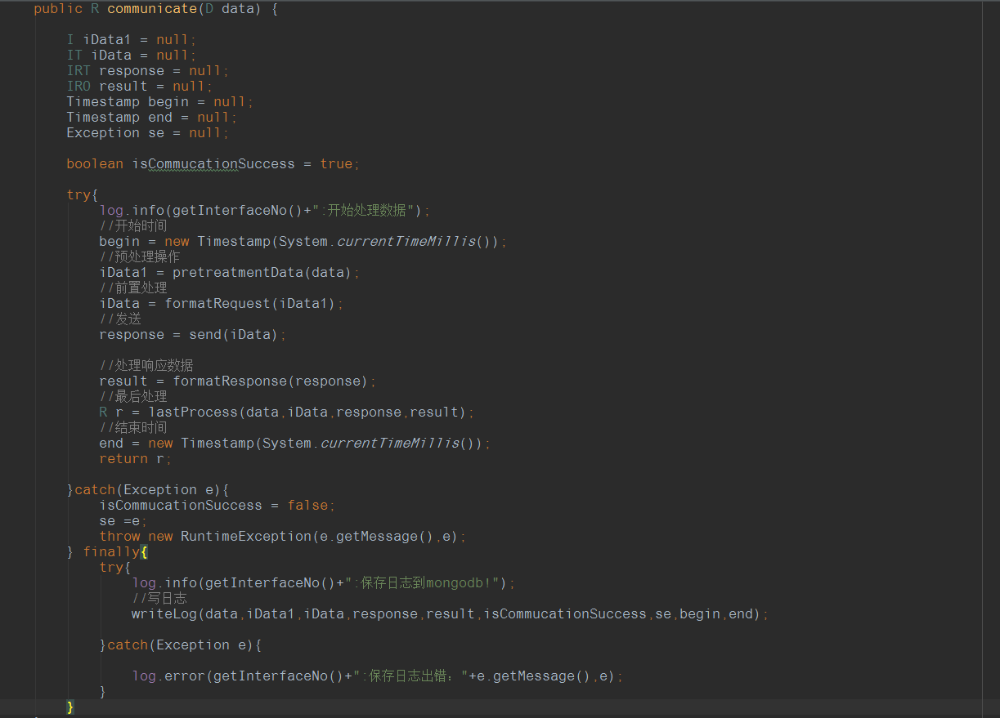 public R communicate(D data) {
I iData1 = null;
IT iData = null;
IRT response = null;
IRO result = null;
Timestamp begin = null;
Timestamp end = null;
Exception se = null;
boolean isCommucationSuccess = true;
try{
log.info(getInterfaceNo()+":开始处理数据");
//开始时间
begin = new Timestamp(System.currentTimeMillis());
//预处理操作
iData1 = pretreatmentData(data);
//前置处理
iData = formatRequest(iData1);
//发送
response = send(iData);
//处理响应数据
result = formatResponse(response);
//最后处理
R r = lastProcess(data,iData,response,result);
//结束时间
end = new Timestamp(System.currentTimeMillis());
return r;
}catch(Exception e){
isCommucationSuccess = false;
se =e;
throw new RuntimeException(e.getMessage(),e);
} finally{
try{
log.info(getInterfaceNo()+":保存日志到mongodb!");
//写日志
writeLog(data,iData1,iData,response,result,isCommucationSuccess,se,begin,end);
}catch(Exception e){
log.error(getInterfaceNo()+":保存日志出错："+e.getMessage(),e);
}
}